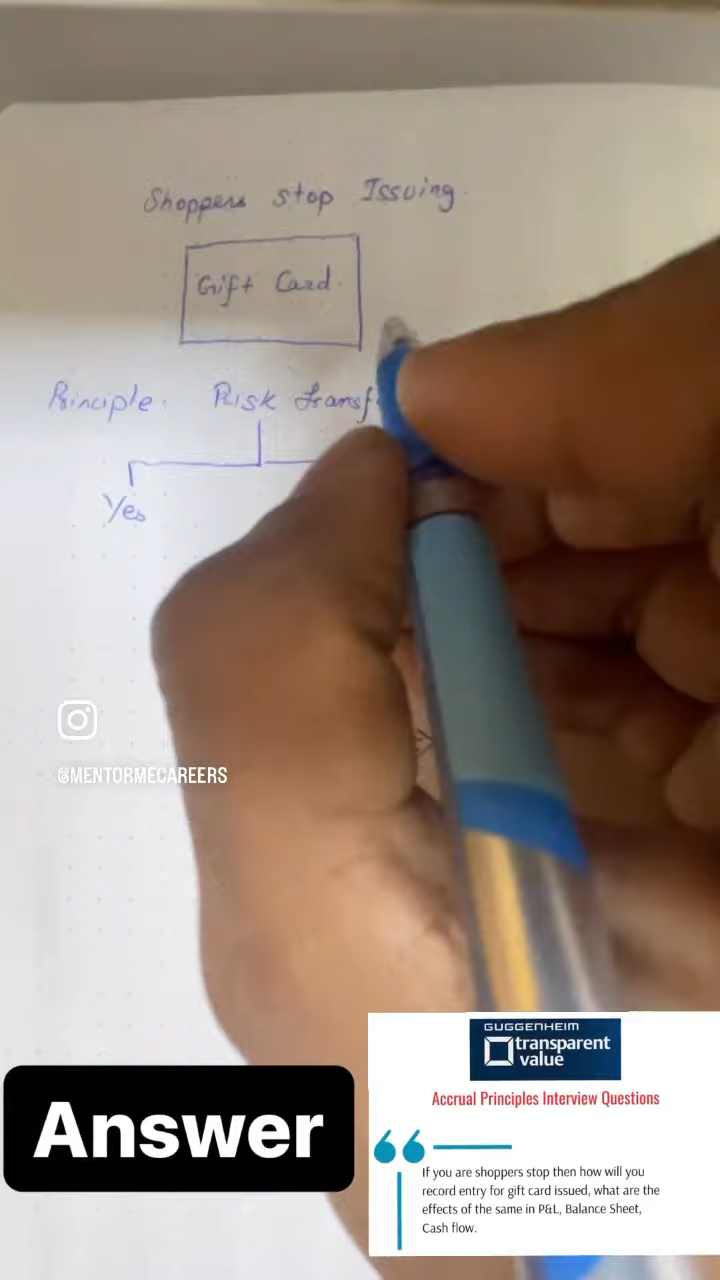 Shoppers stop Issuing.
Gift Card.
Priniple. Risk transf
Yes
@MENTORMECAREERS
GUGGENHEIM
transparent
value
Accrual Principles Interview Questions
Answer
If you are shoppers stop then how will you
record entry for gift card issued, what are the
effects of the same in P&L, Balance Sheet,
Cash flow.